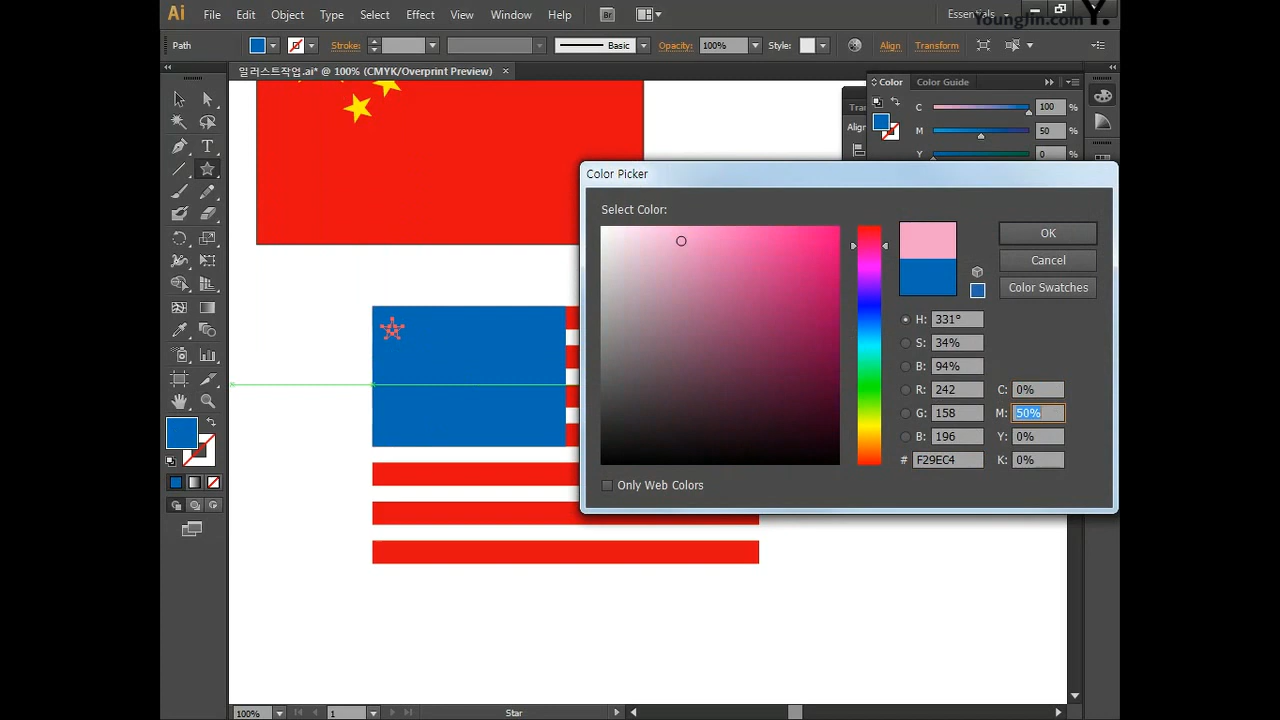 Ai File Edit Object Type Select Effect View Window Help Br Essentials
Youngjin.com Y.
Path Stroke: Basic Opacity: 100% Style: Align Transform
일러스트작업.ai* @ 100% (CMYK/Overprint Preview) ×
Color Color Guide
C 100 %
M 50 %
Y 0 %
Tra
Align
Color Picker
Select Color:
OK
Cancel
Color Swatches
H: 331°
S: 34%
B: 94%
R: 242 C: 0%
G: 158 M: 50%
B: 196 Y: 0%
# F29EC4 K: 0%
Only Web Colors
T
100% 1 Star